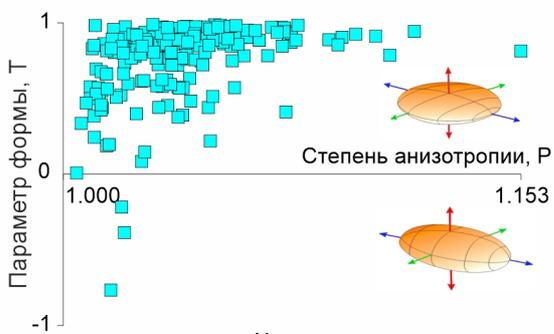 1
Параметр формы, Т
Степень анизотропии, Р
0
1.000
1.153
-1